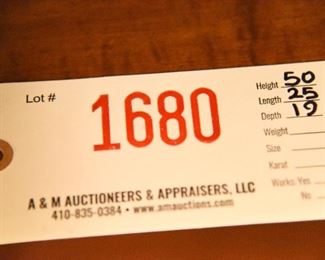 Lot #
1680
Height 50
Length 25
Depth 19
Weight
Size
Karat
Works: Yes
No
A & M AUCTIONEERS & APPRAISERS, LLC
410-835-0384 • www.amauctions.com